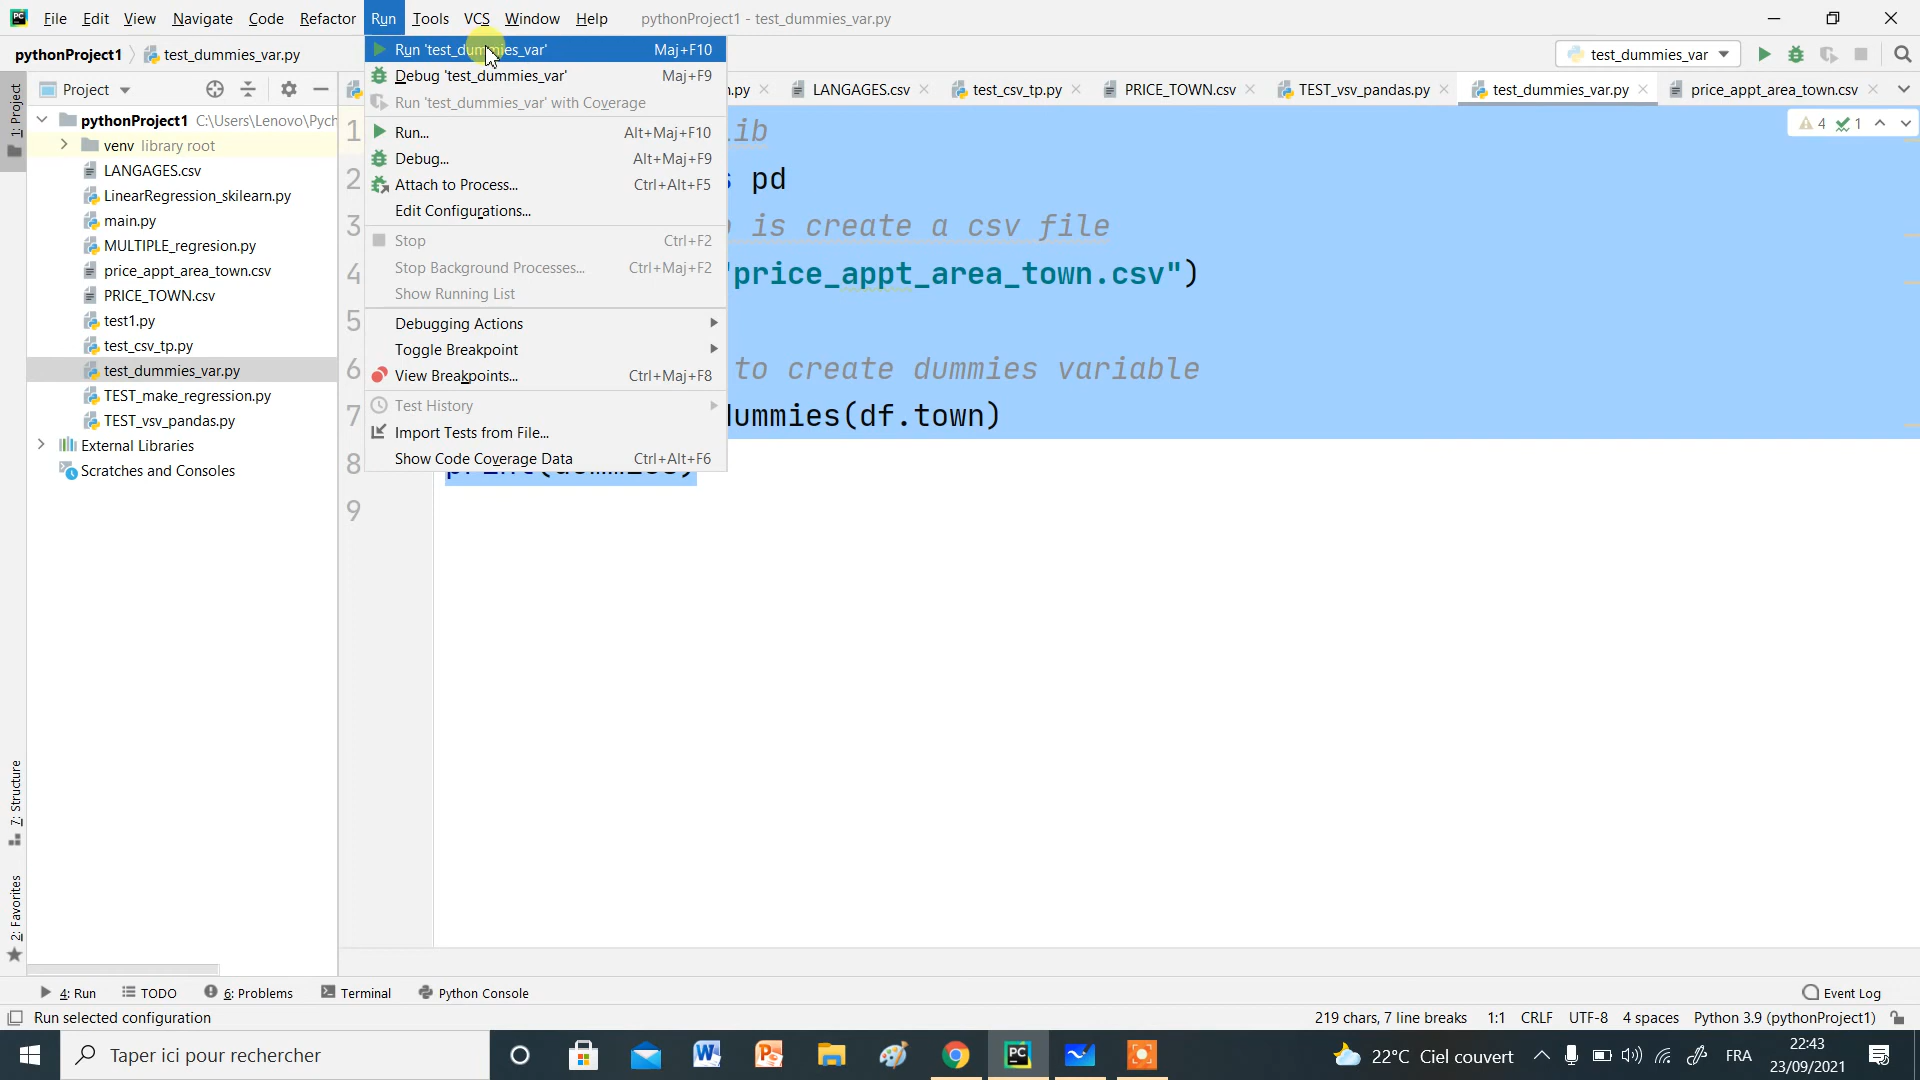 File Edit View Navigate Code Refactor Run Tools VCS Window Help pythonProject1 - test_dummies_var.py
pythonProject1 test_dummies_var.py
test_dummies_var
Run 'test_dummies_var' Maj+F10
Debug 'test_dummies_var' Maj+F9
Run 'test_dummies_var' with Coverage
Run... Alt+Maj+F10
Debug... Alt+Maj+F9
Attach to Process... Ctrl+Alt+F5
Edit Configurations...
Stop Ctrl+F2
Stop Background Processes... Ctrl+Maj+F2
Show Running List
Debugging Actions
Toggle Breakpoint
View Breakpoints... Ctrl+Maj+F8
Test History
Import Tests from File...
Show Code Coverage Data Ctrl+Alt+F6
1: Project
Project
.py LANGAGES.csv test_csv_tp.py PRICE_TOWN.csv TEST_vsv_pandas.py test_dummies_var.py price_appt_area_town.csv
pythonProject1 C:\Users\Lenovo\Pych
venv library root
LANGAGES.csv
LinearRegression_skilearn.py
main.py
MULTIPLE_regresion.py
price_appt_area_town.csv
PRICE_TOWN.csv
test1.py
test_csv_tp.py
test_dummies_var.py
TEST_make_regression.py
TEST_vsv_pandas.py
External Libraries
Scratches and Consoles
4 1
1 ib
2 pd
3 is create a csv file
4 "price_appt_area_town.csv")
5
6 to create dummies variable
7 dummies(df.town)
8
9
7: Structure
2: Favorites
4: Run TODO 6: Problems Terminal Python Console Event Log
Run selected configuration 219 chars, 7 line breaks 1:1 CRLF UTF-8 4 spaces Python 3.9 (pythonProject1)
Taper ici pour rechercher 22°C Ciel couvert FRA 22:43
23/09/2021